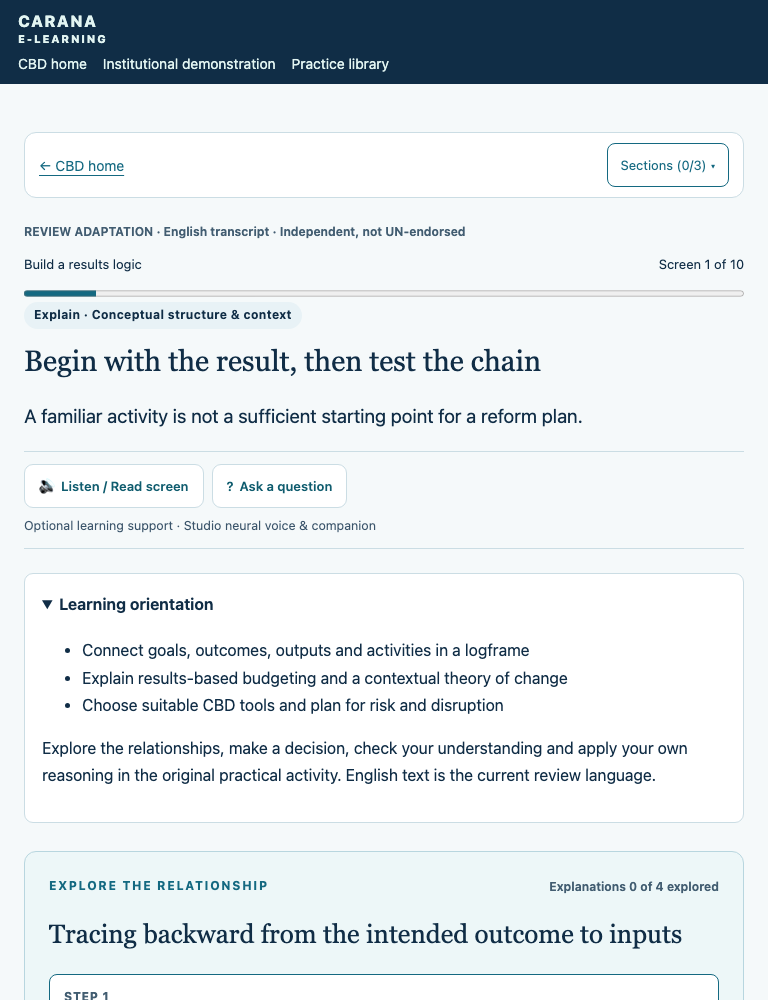 CARANA
E-LEARNING
CBD home Institutional demonstration Practice library
← CBD home
Sections (0/3) ▾
REVIEW ADAPTATION · English transcript · Independent, not UN-endorsed
Build a results logic
Screen 1 of 10
Explain · Conceptual structure & context
Begin with the result, then test the chain
A familiar activity is not a sufficient starting point for a reform plan.
🔊 Listen / Read screen
? Ask a question
Optional learning support · Studio neural voice & companion
▼ Learning orientation
• Connect goals, outcomes, outputs and activities in a logframe
• Explain results-based budgeting and a contextual theory of change
• Choose suitable CBD tools and plan for risk and disruption
Explore the relationships, make a decision, check your understanding and apply your own
reasoning in the original practical activity. English text is the current review language.
EXPLORE THE RELATIONSHIP
Explanations 0 of 4 explored
Tracing backward from the intended outcome to inputs
STEP 1